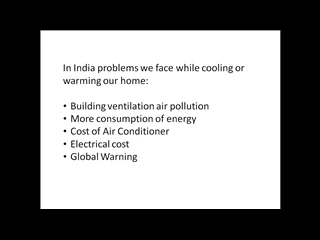 In India problems we face while cooling or
warming our home:
• Building ventilation air pollution
• More consumption of energy
• Cost of Air Conditioner
• Electrical cost
• Global Warning